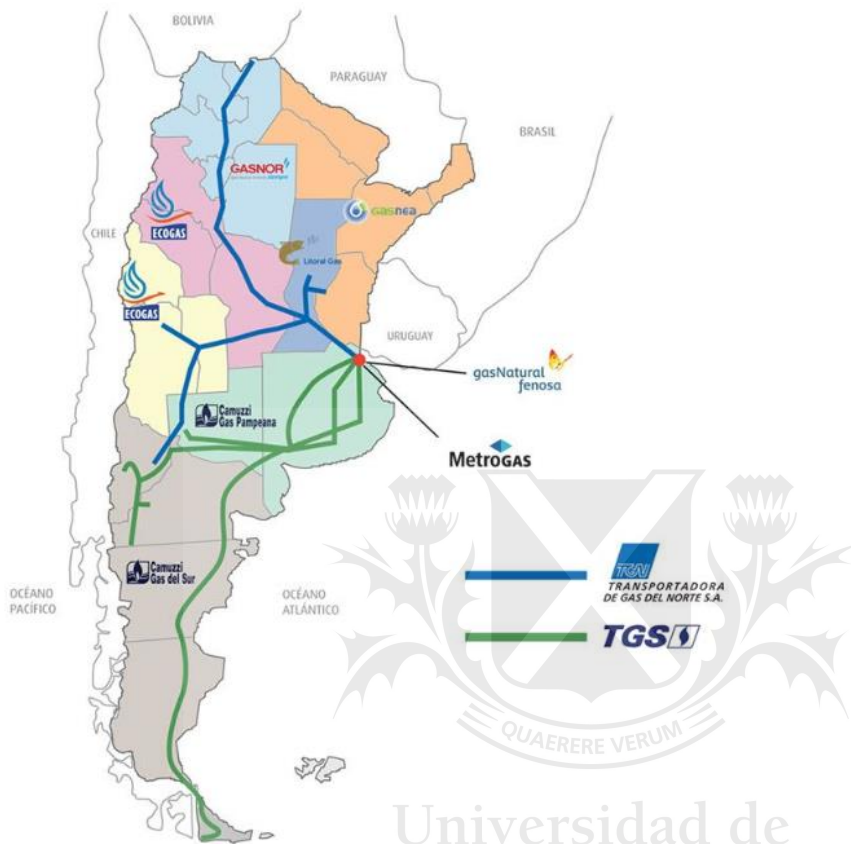 BOLIVIA
PARAGUAY
BRASIL
GASNOR
gasnea
ECOGAS
CHILE
Litoral Gas
ECOGAS
URUGUAY
gasNatural
fenosa
Camuzzi
Gas Pampeana
MetroGAS
Camuzzi
Gas del Sur
OCÉANO
PACÍFICO
OCÉANO
ATLÁNTICO
TGN
TRANSPORTADORA
DE GAS DEL NORTE S.A.
TGS
QUAERERE VERUM
Universidad de